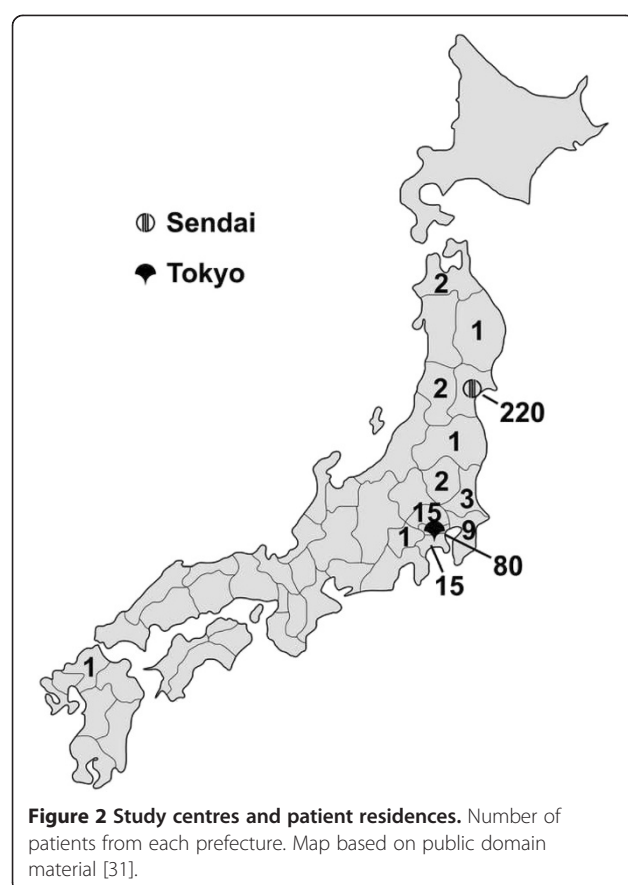 Sendai
Tokyo
2
1
2
220
1
2
3
15
1
9
80
15
1
Figure 2 Study centres and patient residences. Number of
patients from each prefecture. Map based on public domain
material [31].